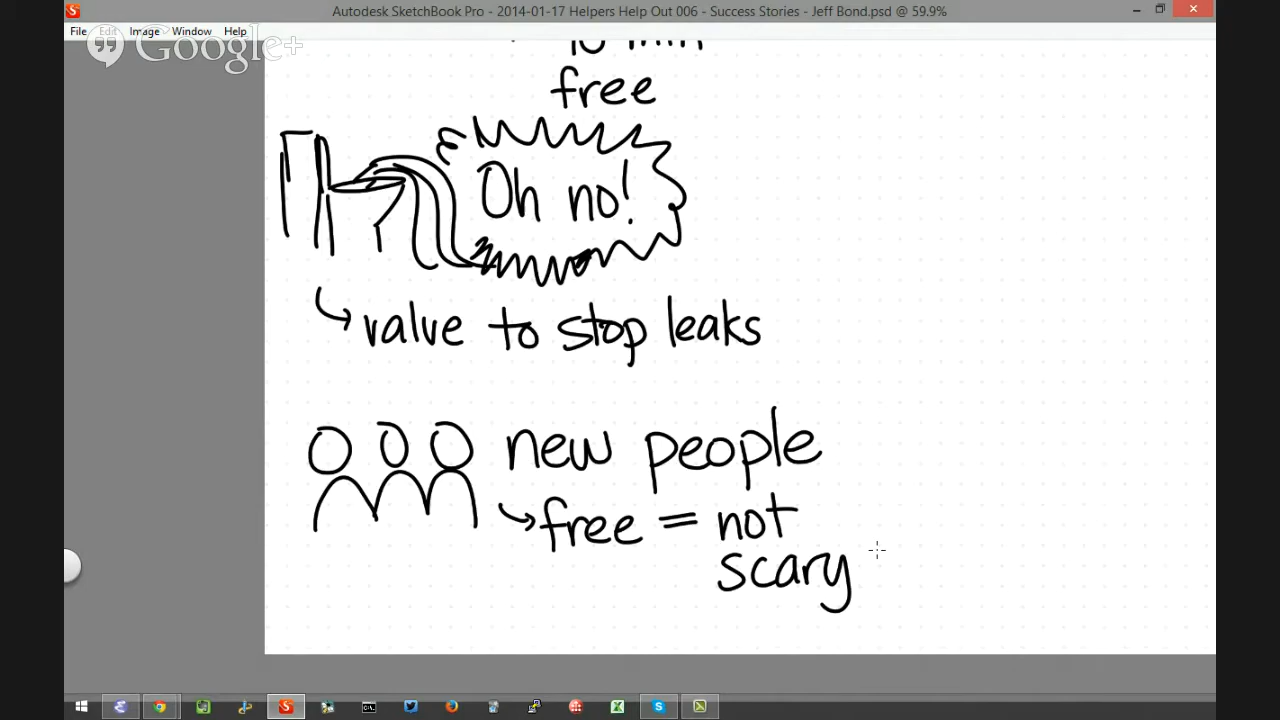 Autodesk SketchBook Pro - 2014-01-17 Helpers Help Out 006 - Success Stories - Jeff Bond.psd @ 59.9%
File Edit Image Window Help
Google+
free
Oh no!
valve to stop leaks
new people
free = not
scary